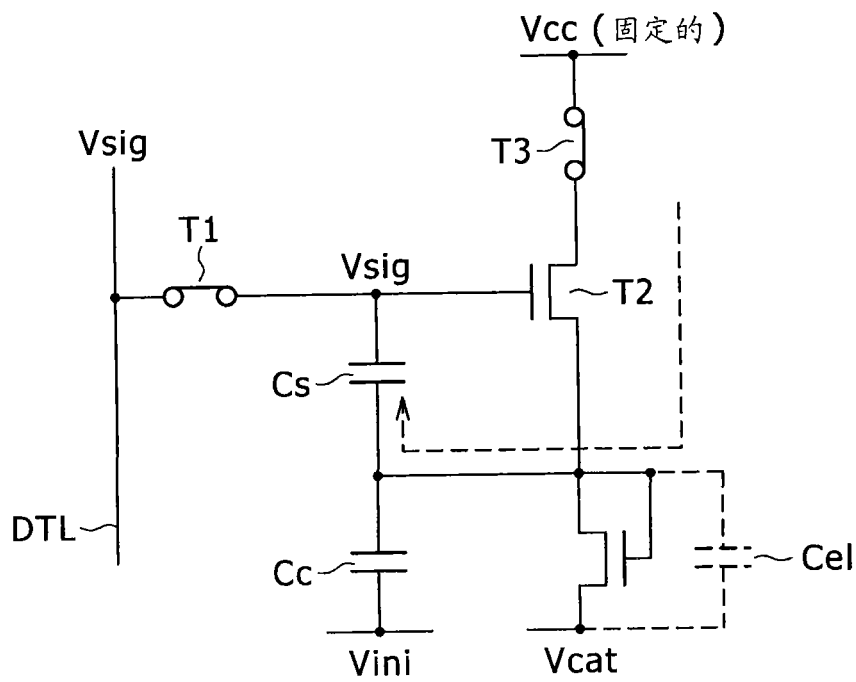 Vcc (固定的)
T3
Vsig
T1
Vsig
T2
Cs
DTL
Cc
Cel
Vini
Vcat